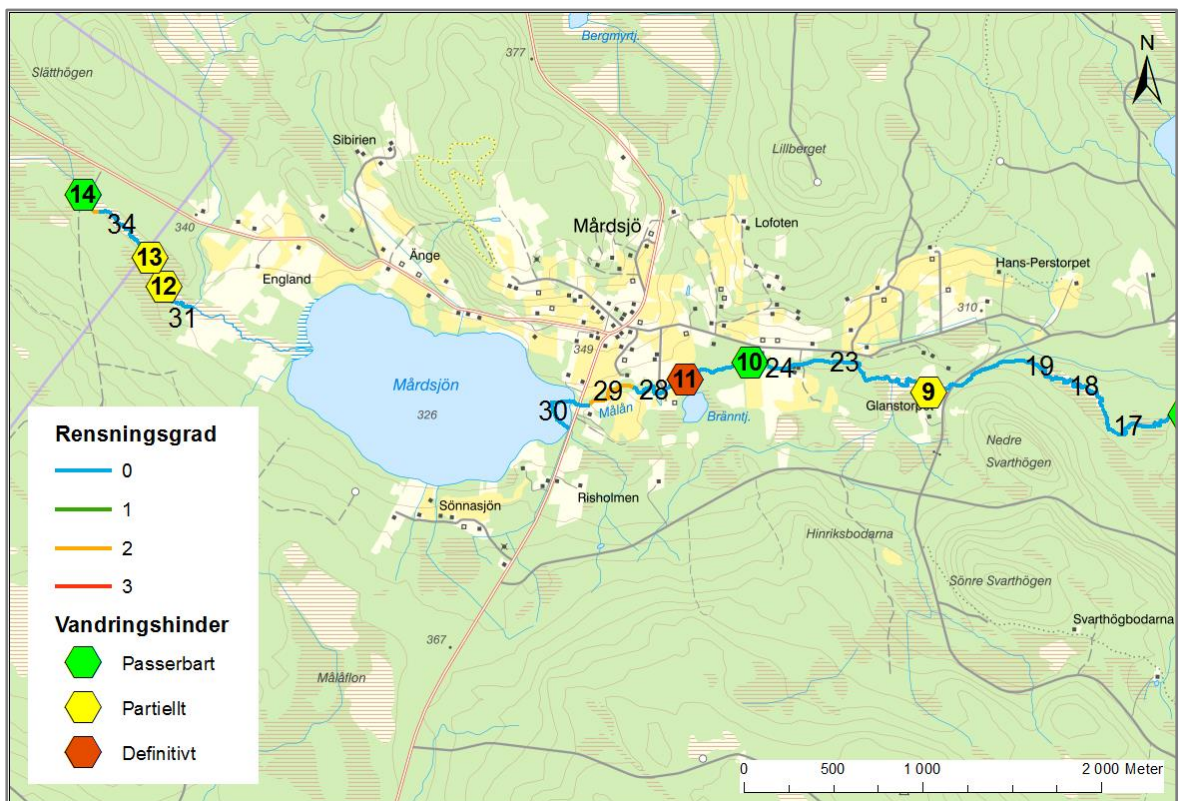 Bergmyrtj.
N
377
Slätthögen
Sibirien
Lillberget
14
340
34
Mårdsjö
Lofoten
13
Änge
12
England
Hans-Perstorpet
310
31
349
10
24
23
19
11
18
Mårdsjön
29
28
9
30
Målån
Bränntj.
Glanstorpet
17
326
Nedre
Svarthögen
Rensningsgrad
0
1
2
3
Sönnasjön
Risholmen
Hinriksbodarna
Sönre Svarthögen
Svarthögbodarna
367
Målåflon
Vandringshinder
Passerbart
Partiellt
Definitivt
0 500 1 000 2 000 Meter